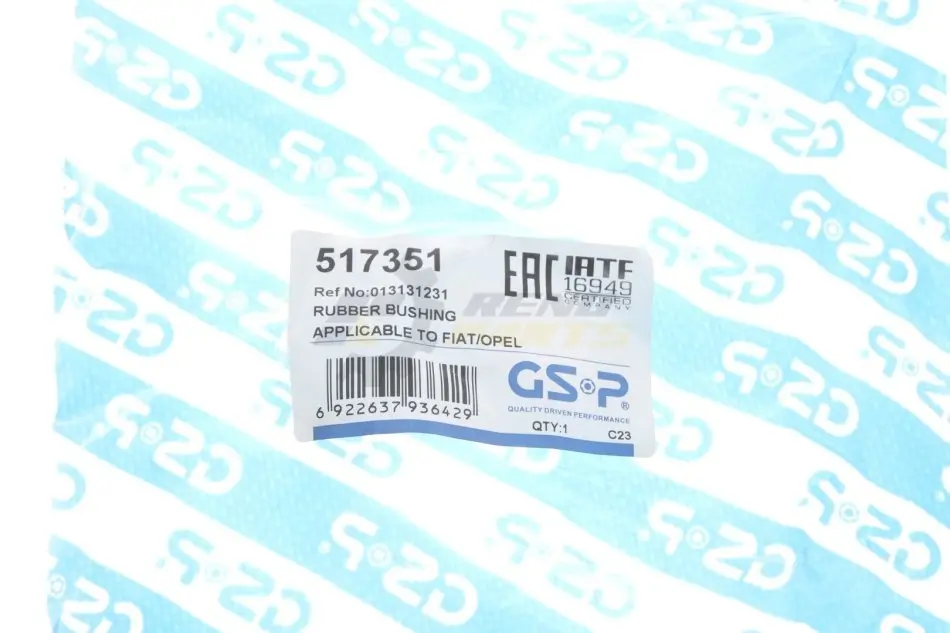 517351
Ref No:013131231
RUBBER BUSHING
APPLICABLE TO FIAT/OPEL
6 922637 936429
EAC
IATF
16949
CERTIFIED
COMPANY
GSP®
QUALITY DRIVEN PERFORMANCE
QTY:1
C23